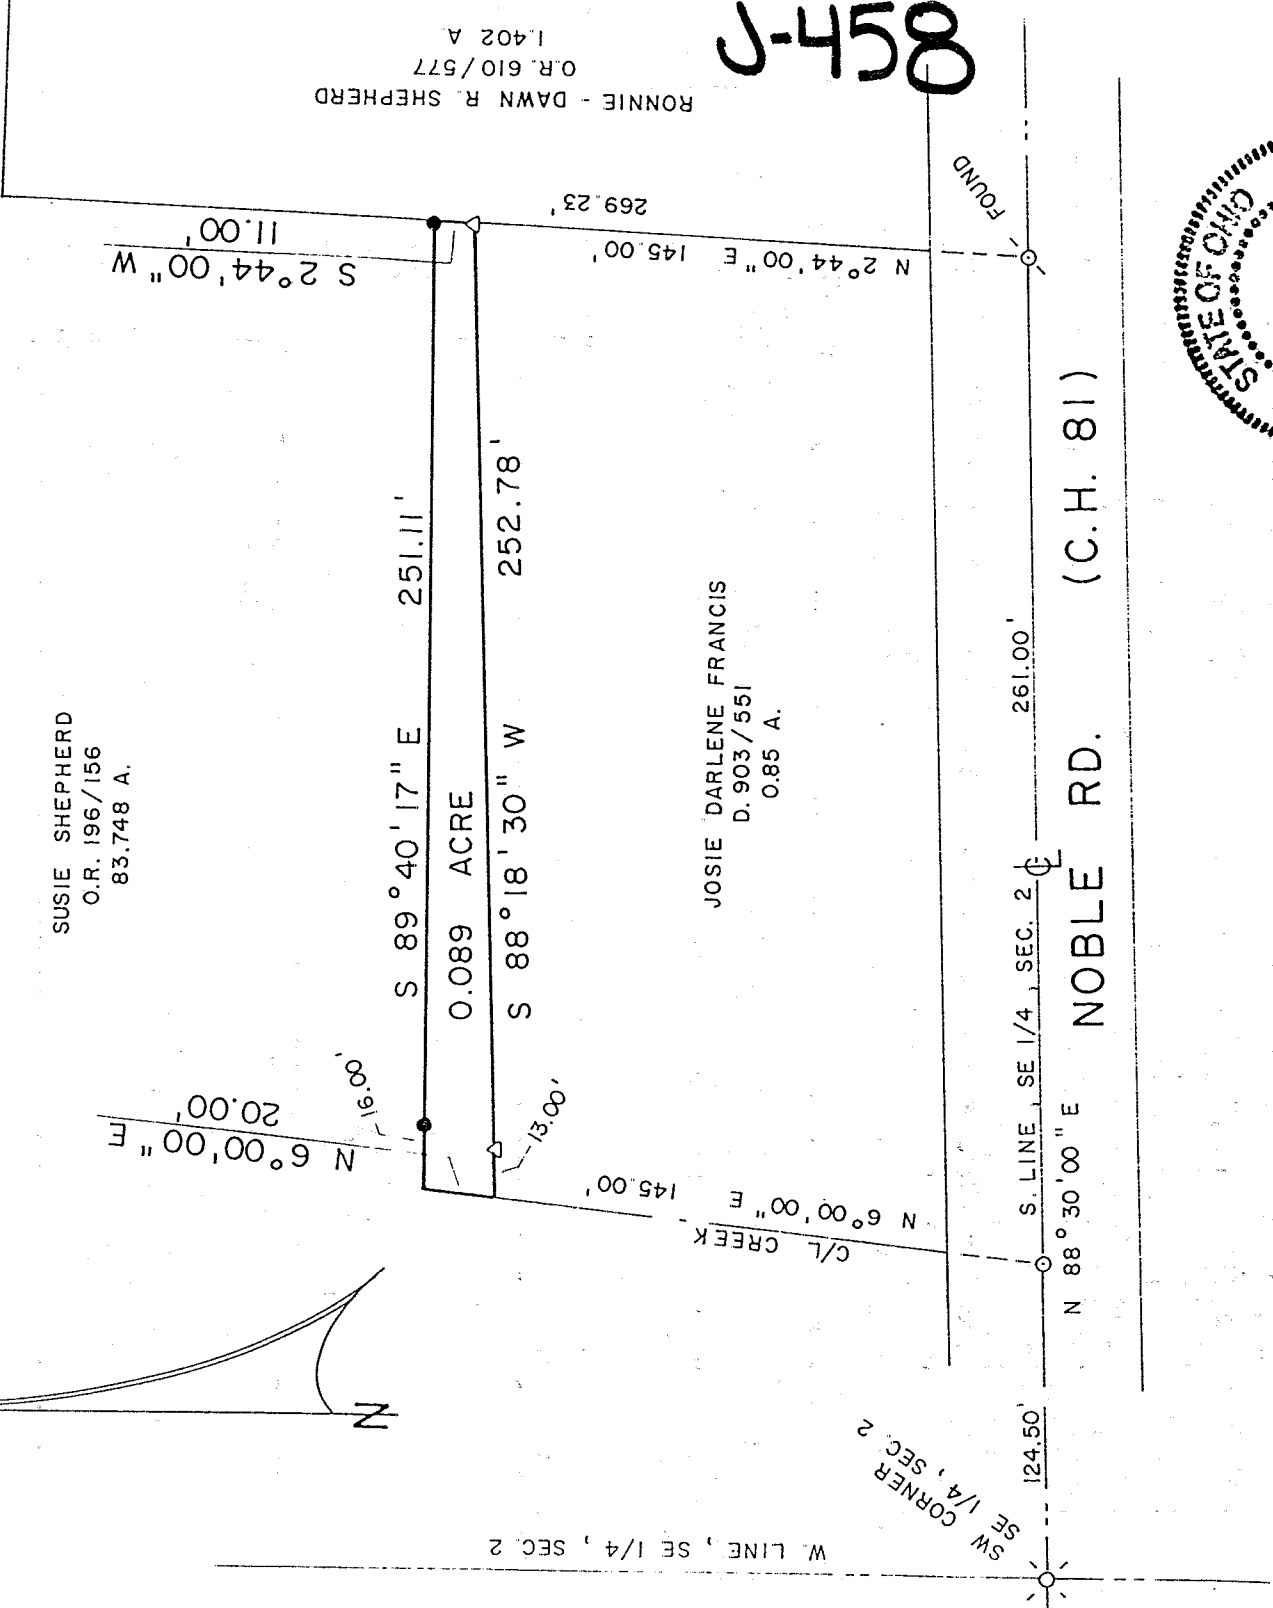 J-458
RONNIE - DAWN R. SHEPHERD
O.R. 610/577
1.402 A.
S 2°44'00" W
11.00'
269.23'
N 2°44'00" E 145.00'
FOUND
STATE OF OHIO
SUSIE SHEPHERD
O.R. 196/156
83.748 A.
S 89°40'17" E 251.11'
0.089 ACRE
S 88°18'30" W 252.78'
JOSIE DARLENE FRANCIS
D. 903/551
0.85 A.
N 6°00'00" E
20.00'
16.00'
13.00'
N 6°00'00" E 145.00'
C/L CREEK
261.00'
S. LINE, SE 1/4, SEC. 2
CL
N 88°30'00" E
NOBLE RD. (C.H. 81)
124.50'
SW CORNER
SE 1/4, SEC. 2
W. LINE, SE 1/4, SEC. 2
N